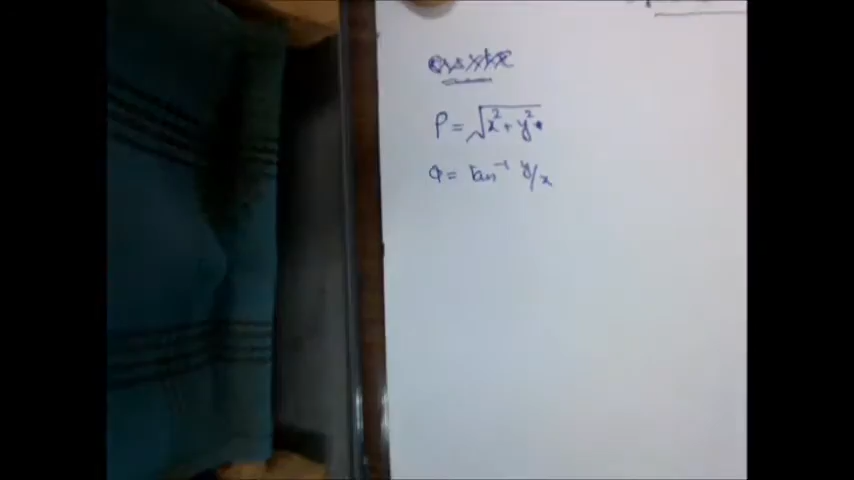 ρ = √x² + y²
φ = tan⁻¹ y/x